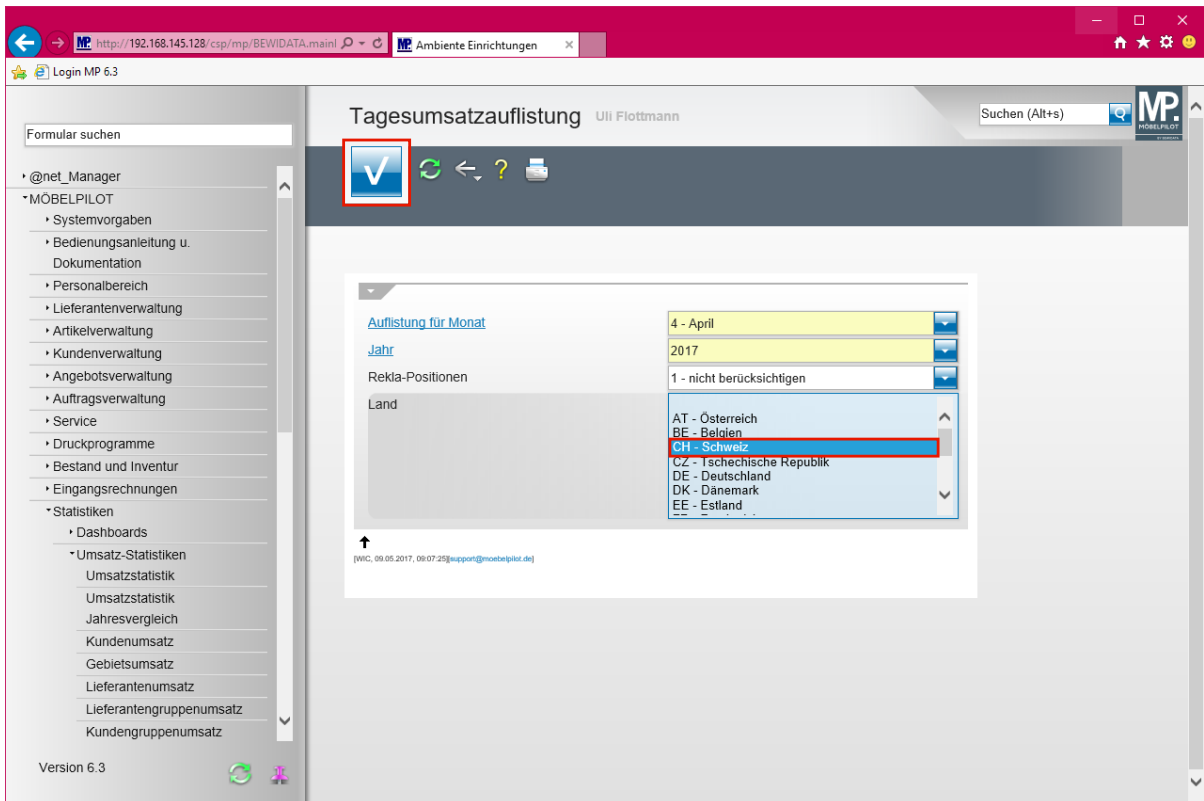 http://192.168.145.128/csp/mp/BEWIDATA.mainl
MP. Ambiente Einrichtungen
Login MP 6.3
Formular suchen
@net_Manager
MÖBELPILOT
Systemvorgaben
Bedienungsanleitung u.
Dokumentation
Personalbereich
Lieferantenverwaltung
Artikelverwaltung
Kundenverwaltung
Angebotsverwaltung
Auftragsverwaltung
Service
Druckprogramme
Bestand und Inventur
Eingangsrechnungen
Statistiken
Dashboards
Umsatz-Statistiken
Umsatzstatistik
Umsatzstatistik
Jahresvergleich
Kundenumsatz
Gebietsumsatz
Lieferantenumsatz
Lieferantengruppenumsatz
Kundengruppenumsatz
Version 6.3
Tagesumsatzauflistung Uli Flottmann
Suchen (Alt+s)
MP.
MÖBELPILOT
Auflistung für Monat 4 - April
Jahr 2017
Rekla-Positionen 1 - nicht berücksichtigen
Land
AT - Österreich
BE - Belgien
CH - Schweiz
CZ - Tschechische Republik
DE - Deutschland
DK - Dänemark
EE - Estland
[WIC, 09.05.2017, 09:07:25][support@moebelpilot.de]